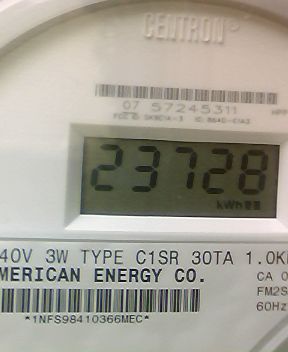 CENTRON®
07 57245311
23728
kWh
40V 3W TYPE C1SR 30TA 1.0K
MERICAN ENERGY CO.
CA 0
FM2S
60Hz
*1NFS98410366MEC*